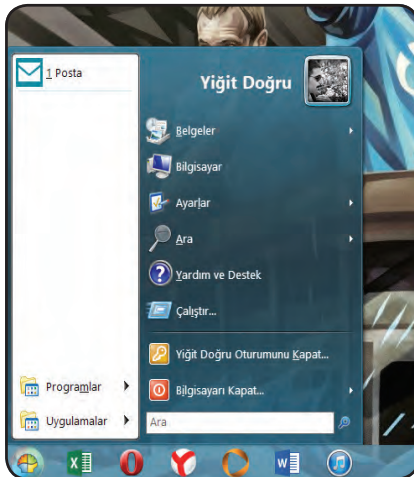 1 Posta
Yiğit Doğru
Belgeler
Bilgisayar
Ayarlar
Ara
Yardım ve Destek
Çalıştır...
Yiğit Doğru Oturumunu Kapat...
Programlar
Bilgisayarı Kapat...
Uygulamalar
Ara